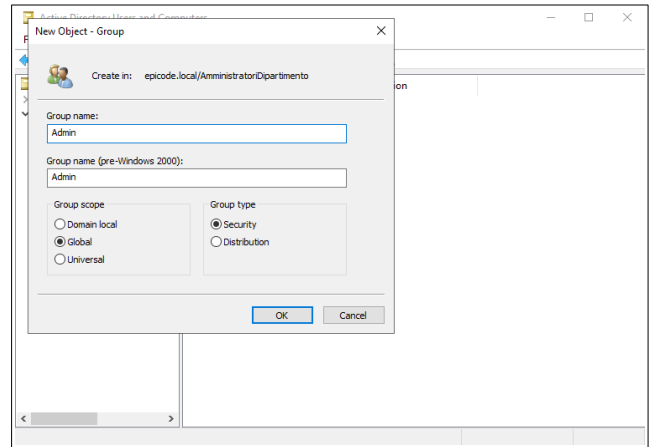 Active Directory Users and Computers
New Object - Group
F
Create in: epicode.local/AmministratoriDipartimento
ion
Group name:
Admin
Group name (pre-Windows 2000):
Admin
Group scope
Group type
Domain local
Security
Global
Distribution
Universal
OK
Cancel